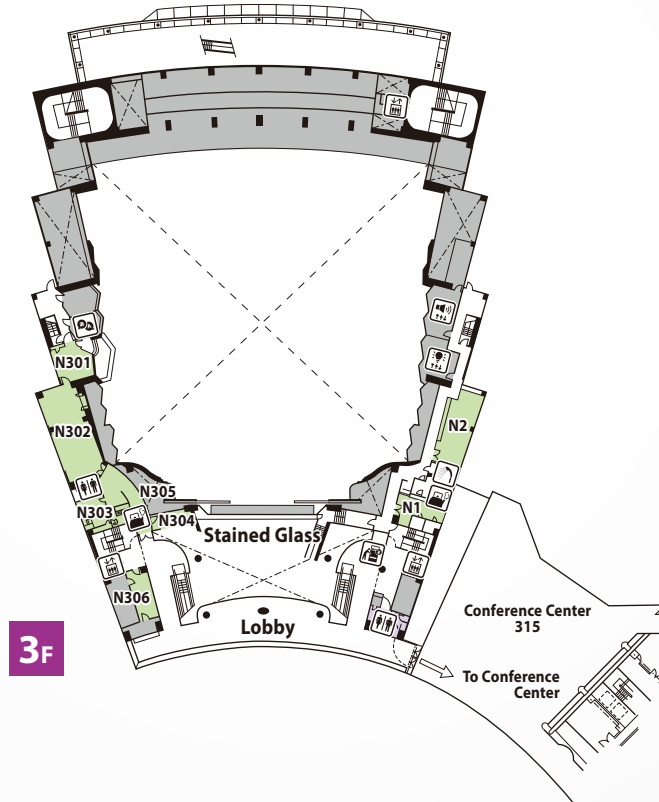 N301
N302
N2
N305
N303
N304
N1
Stained Glass
N306
Lobby
Conference Center
315
3F
To Conference
Center